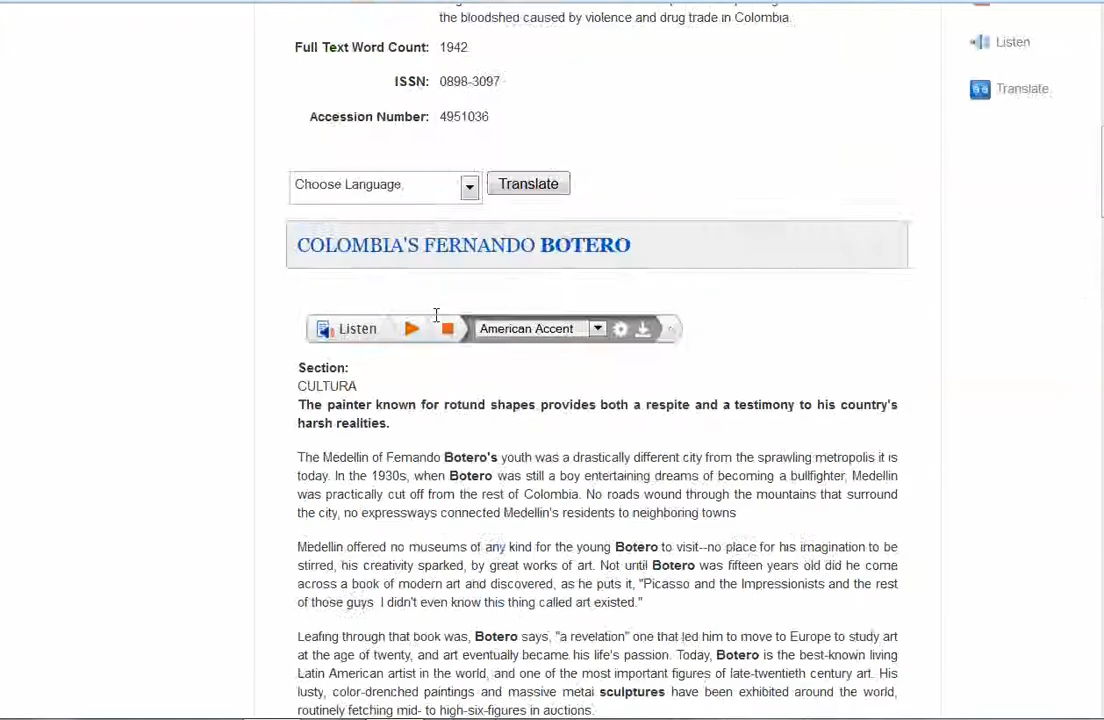 the bloodshed caused by violence and drug trade in Colombia.
Full Text Word Count: 1942
ISSN: 0898-3097
Accession Number: 4951036
Listen
Translate
Choose Language
Translate
COLOMBIA'S FERNANDO BOTERO
Listen
American Accent
Section:
CULTURA
The painter known for rotund shapes provides both a respite and a testimony to his country's
harsh realities.
The Medellin of Fernando Botero's youth was a drastically different city from the sprawling metropolis it is
today. In the 1930s, when Botero was still a boy entertaining dreams of becoming a bullfighter, Medellin
was practically cut off from the rest of Colombia. No roads wound through the mountains that surround
the city, no expressways connected Medellin's residents to neighboring towns
Medellin offered no museums of any kind for the young Botero to visit--no place for his imagination to be
stirred, his creativity sparked, by great works of art. Not until Botero was fifteen years old did he come
across a book of modern art and discovered, as he puts it, "Picasso and the Impressionists and the rest
of those guys I didn't even know this thing called art existed."
Leafing through that book was, Botero says, "a revelation" one that led him to move to Europe to study art
at the age of twenty, and art eventually became his life's passion. Today, Botero is the best-known living
Latin American artist in the world, and one of the most important figures of late-twentieth century art. His
lusty, color-drenched paintings and massive metal sculptures have been exhibited around the world,
routinely fetching mid- to high-six-figures in auctions.